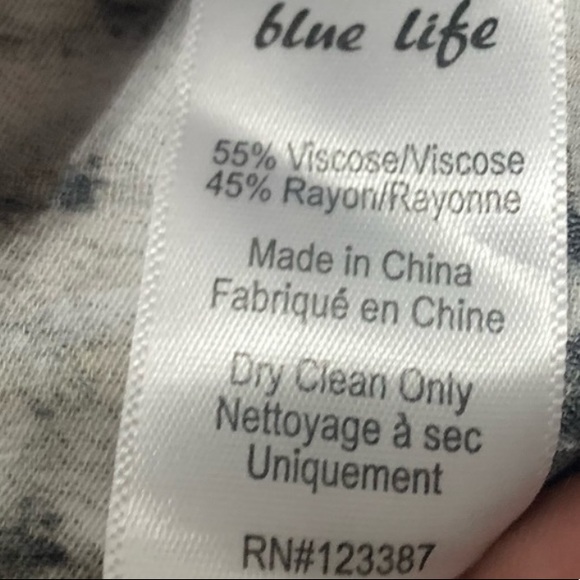 blue life
55% Viscose/Viscose
45% Rayon/Rayonne
Made in China
Fabriqué en Chine
Dry Clean Only
Nettoyage à sec
Uniquement
RN#123387